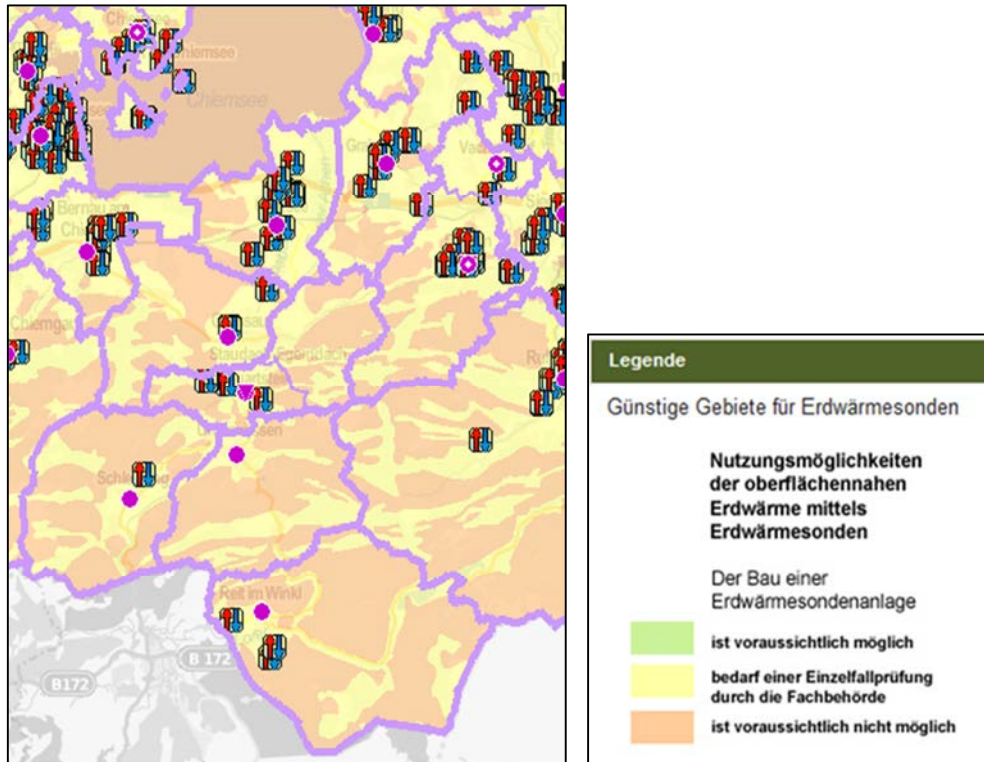 Chiemsee
Chiemsee
Bernau am
Chiemgau
Staudach-Egerndach
Reit im Winkl
B 172
B172
Legende
Günstige Gebiete für Erdwärmesonden
Nutzungsmöglichkeiten
der oberflächennahen
Erdwärme mittels
Erdwärmesonden
Der Bau einer
Erdwärmesondenanlage
ist voraussichtlich möglich
bedarf einer Einzelfallprüfung
durch die Fachbehörde
ist voraussichtlich nicht möglich